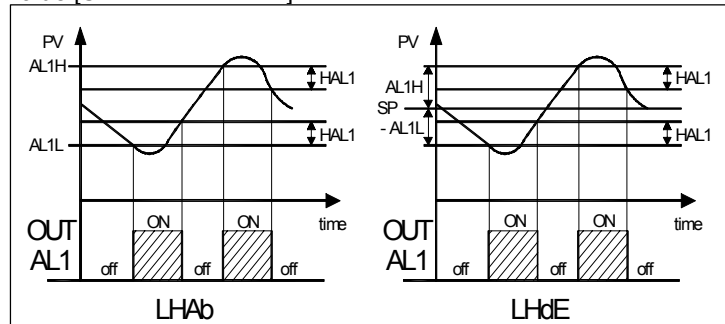 PV
AL1H
HAL1
HAL1
AL1L
time
OUT
AL1
off
ON
off
ON
off
LHAb
PV
AL1H
HAL1
SP
- AL1L
HAL1
time
OUT
AL1
off
ON
off
ON
off
LHdE